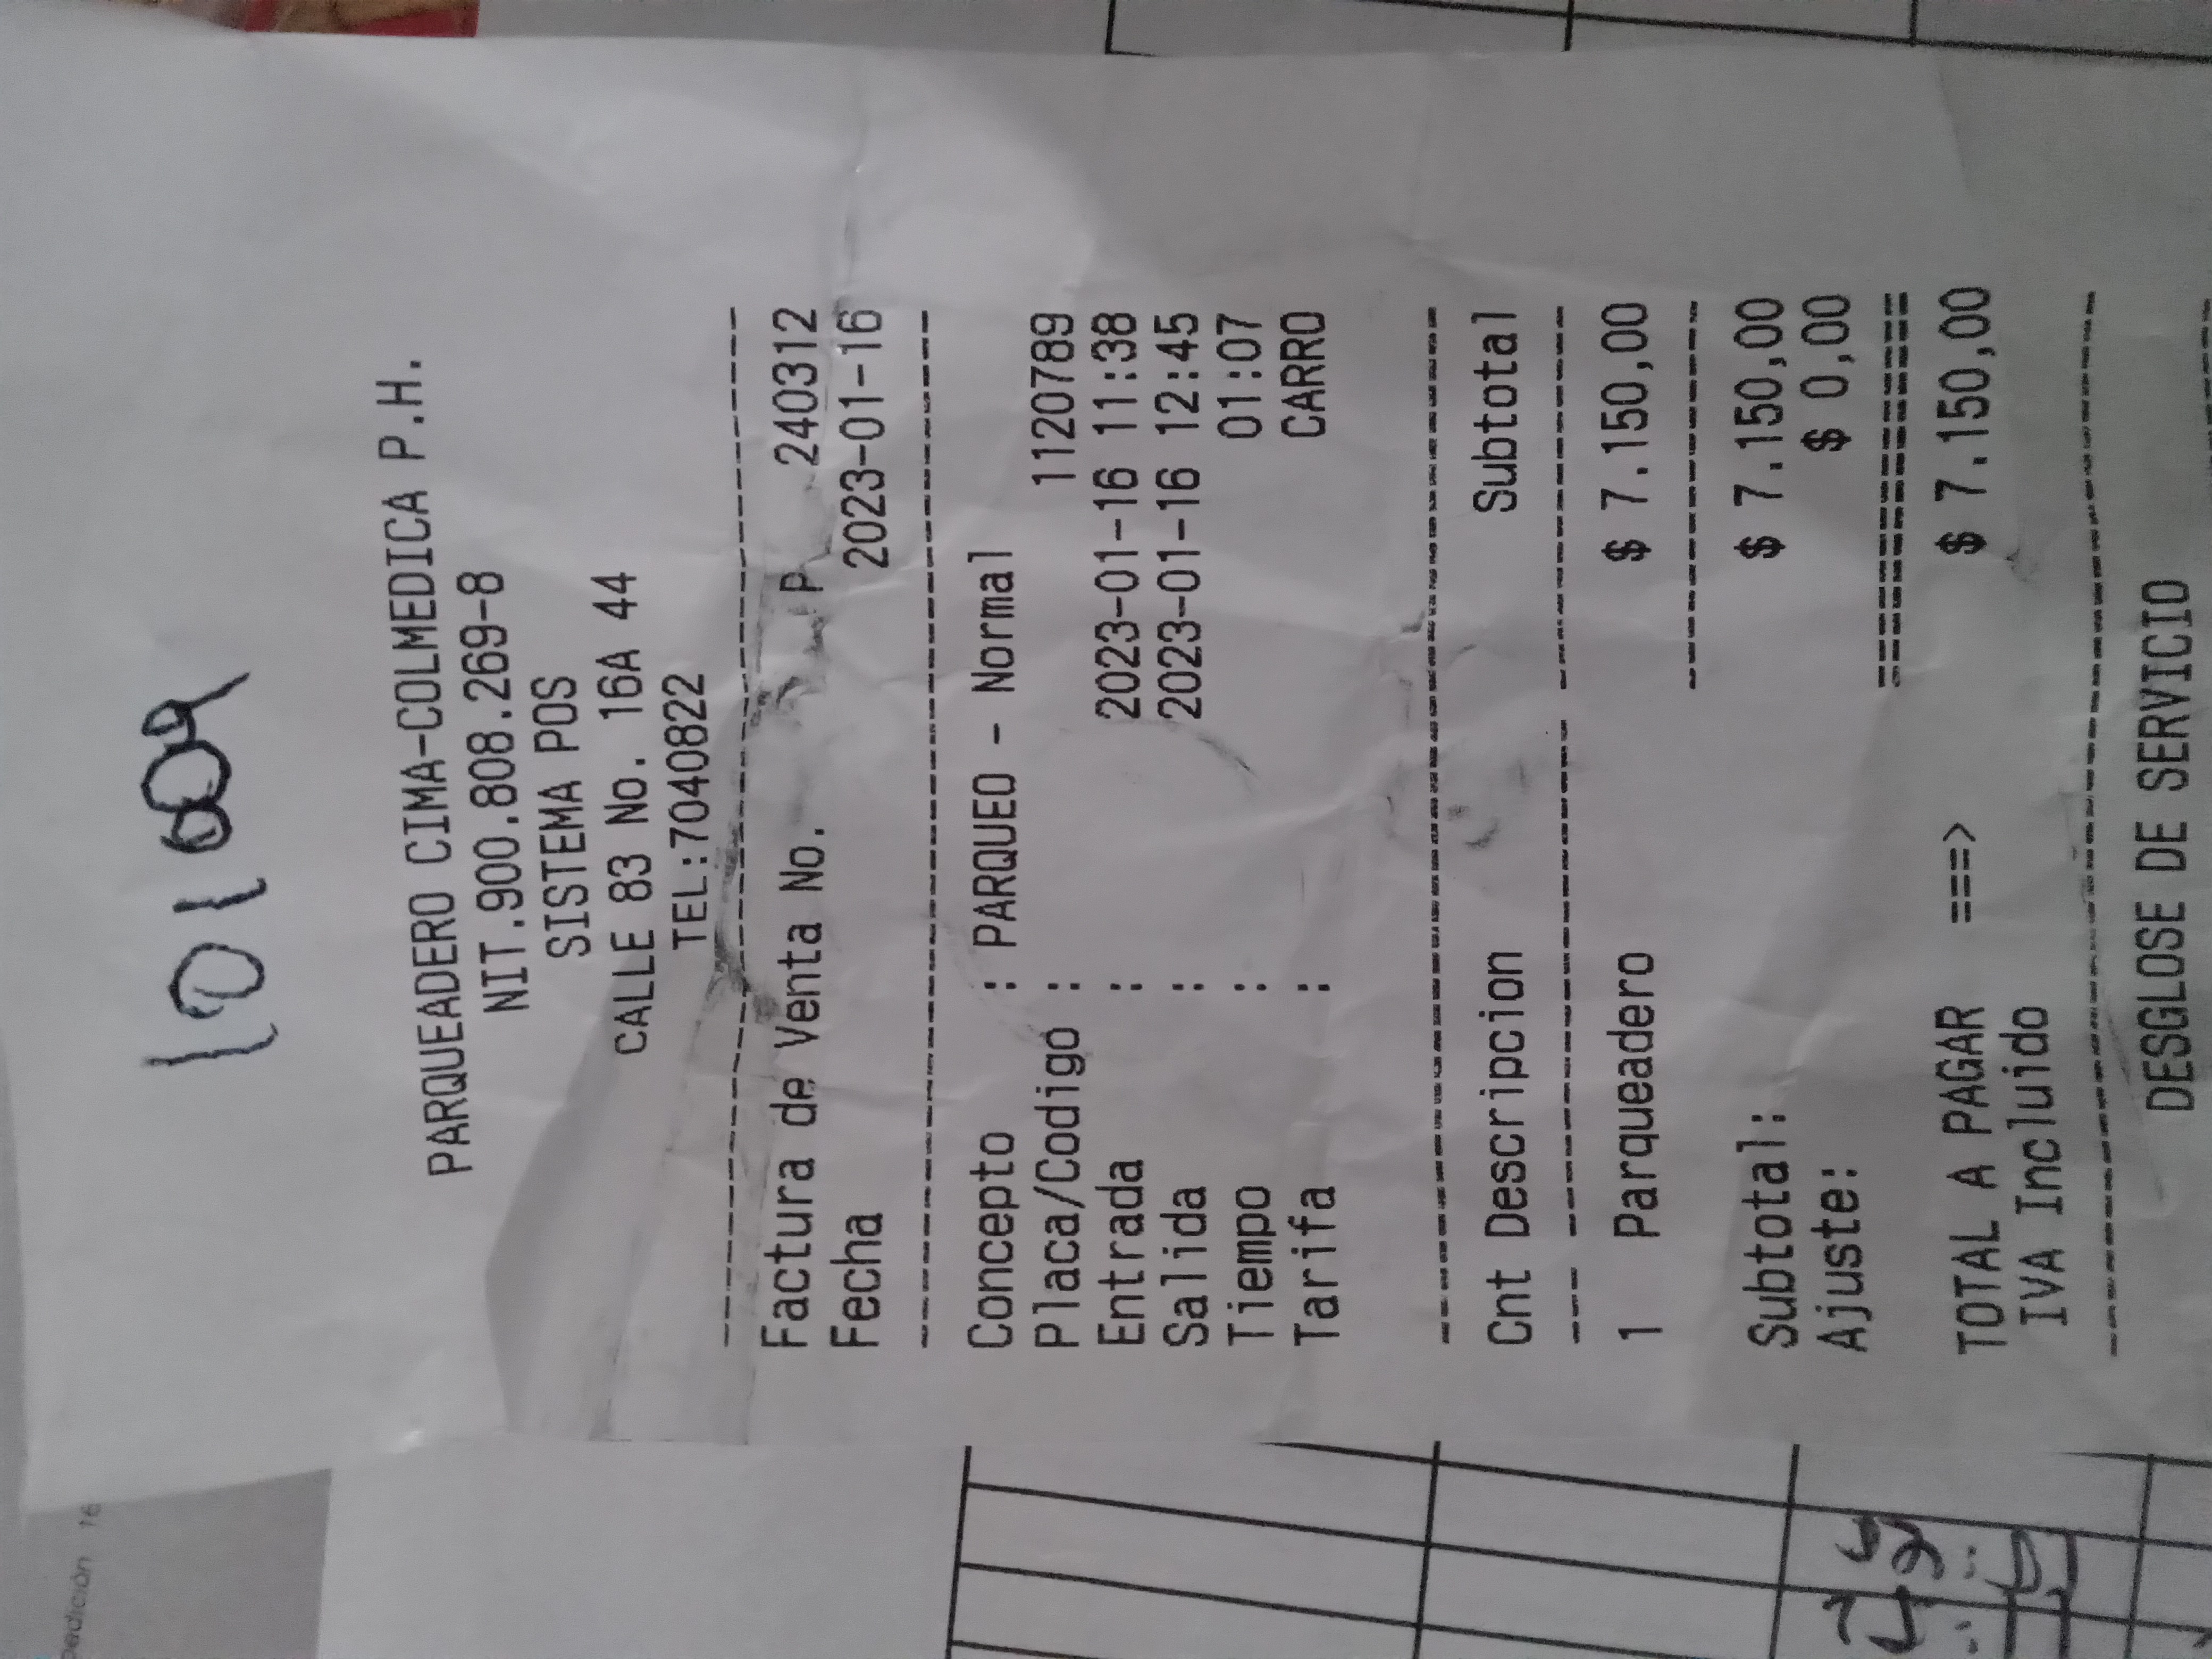 PARQUEADERO CIMA-COLMEDICA P.H.
NIT.900.808.269-8
SISTEMA POS
CALLE 83 No. 16A 44
TEL:7040822
Factura de Venta No. P 240312
Fecha 2023-01-16
Concepto : PARQUEO - Normal
Placa/Codigo : 1120789
Entrada : 2023-01-16 11:38
Salida : 2023-01-16 12:45
Tiempo : 01:07
Tarifa : CARRO
Cnt Descripcion Subtotal
1 Parqueadero $ 7.150,00
Subtotal: $ 7.150,00
Ajuste: $ 0,00
TOTAL A PAGAR ===> $ 7.150,00
IVA Incluido
DESGLOSE DE SERVICIO